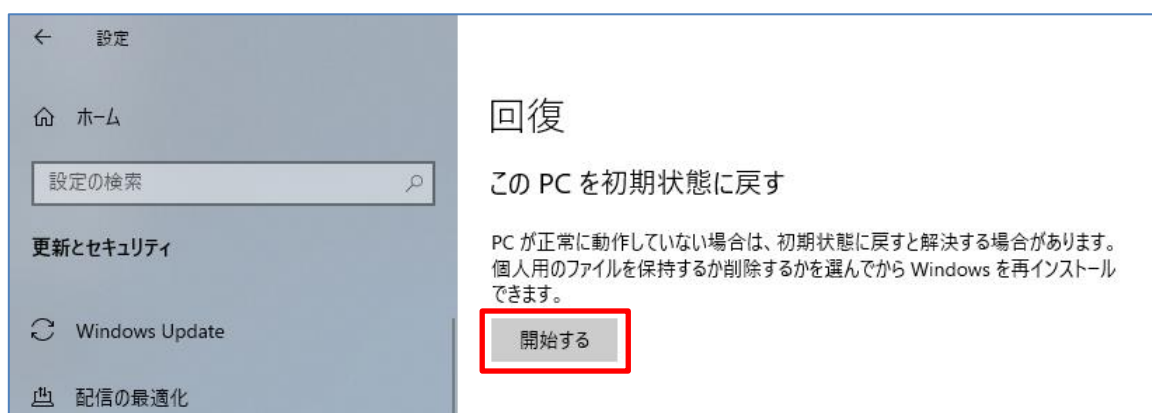 設定
ホーム
設定の検索
更新とセキュリティ
Windows Update
配信の最適化
回復
この PC を初期状態に戻す
PC が正常に動作していない場合は、初期状態に戻すと解決する場合があります。
個人用のファイルを保持するか削除するかを選んでから Windows を再インストール
できます。
開始する